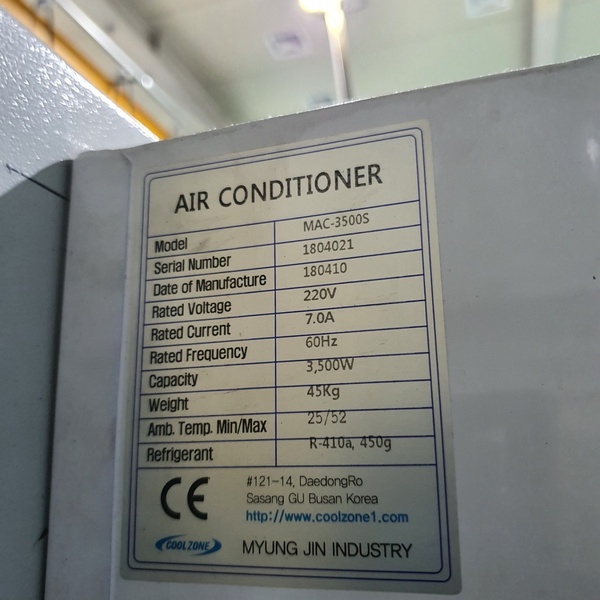 AIR CONDITIONER
Model MAC-3500S
Serial Number 1804021
Date of Manufacture 180410
Rated Voltage 220V
Rated Current 7.0A
Rated Frequency 60Hz
Capacity 3,500W
Weight 45Kg
Amb. Temp. Min/Max 25/52
Refrigerant R-410a, 450g
CE
#121-14, DaedongRo
Sasang GU Busan Korea
http://www.coolzone1.com
COOLZONE MYUNG JIN INDUSTRY